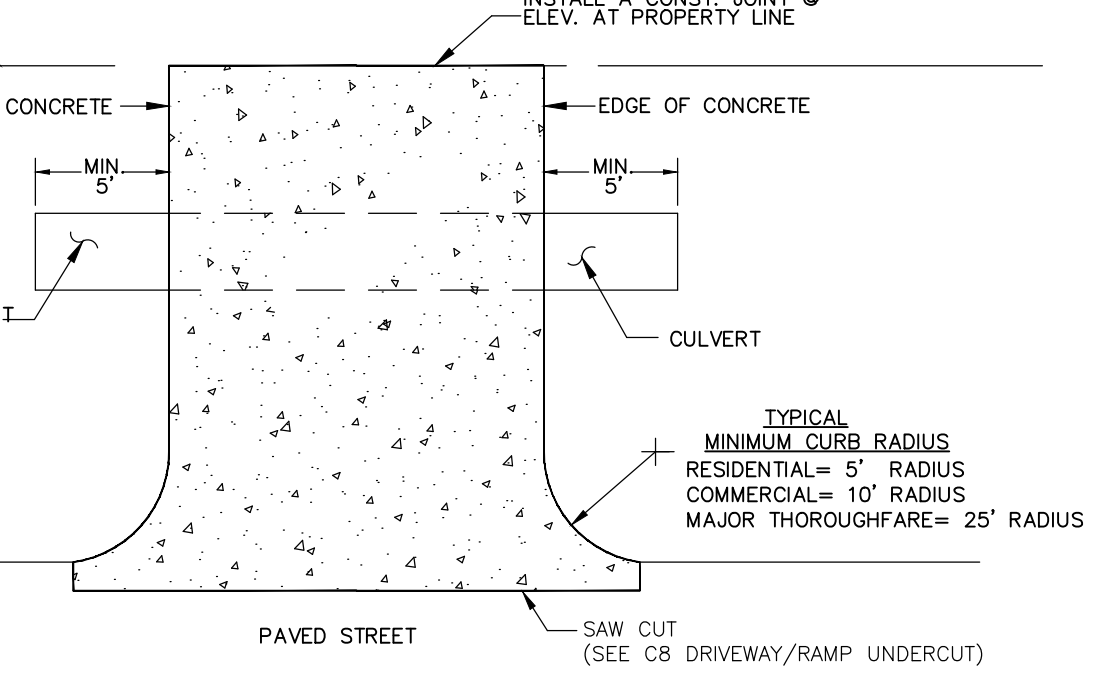 INSTALL A CONST. JOINT @
ELEV. AT PROPERTY LINE
CONCRETE
EDGE OF CONCRETE
MIN.
5'
MIN.
5'
T
CULVERT
TYPICAL
MINIMUM CURB RADIUS
RESIDENTIAL= 5' RADIUS
COMMERCIAL= 10' RADIUS
MAJOR THOROUGHFARE= 25' RADIUS
PAVED STREET
SAW CUT
(SEE C8 DRIVEWAY/RAMP UNDERCUT)